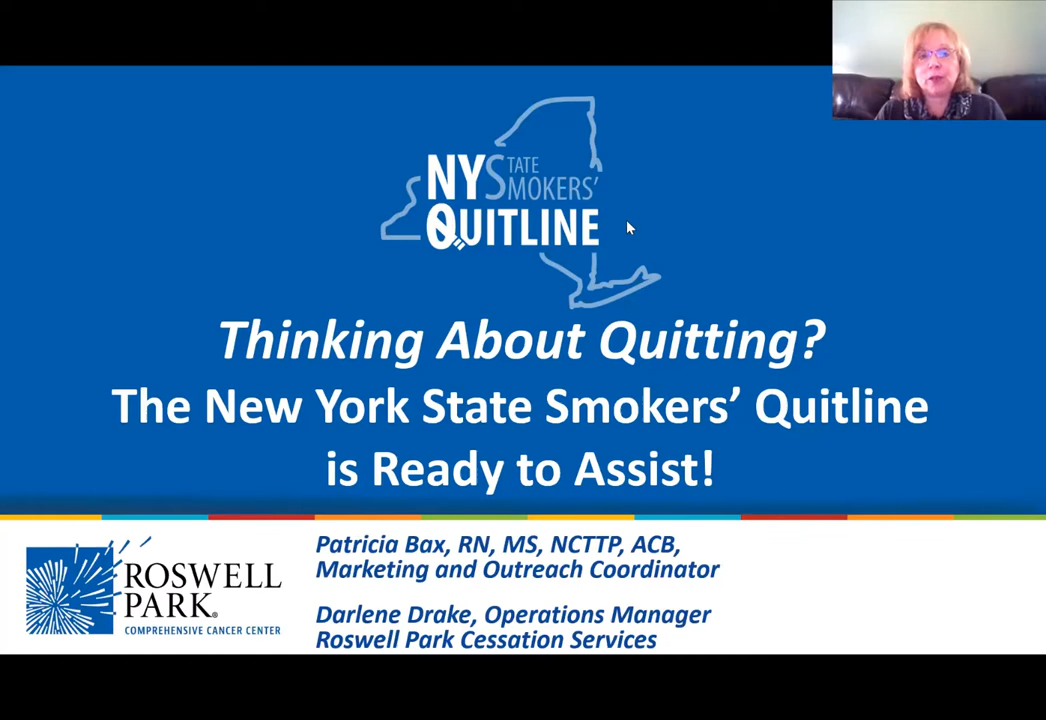 NYSTATE
SMOKERS'
QUITLINE
Thinking About Quitting?
The New York State Smokers’ Quitline
is Ready to Assist!
ROSWELL
PARK®
COMPREHENSIVE CANCER CENTER
Patricia Bax, RN, MS, NCTTP, ACB,
Marketing and Outreach Coordinator
Darlene Drake, Operations Manager
Roswell Park Cessation Services